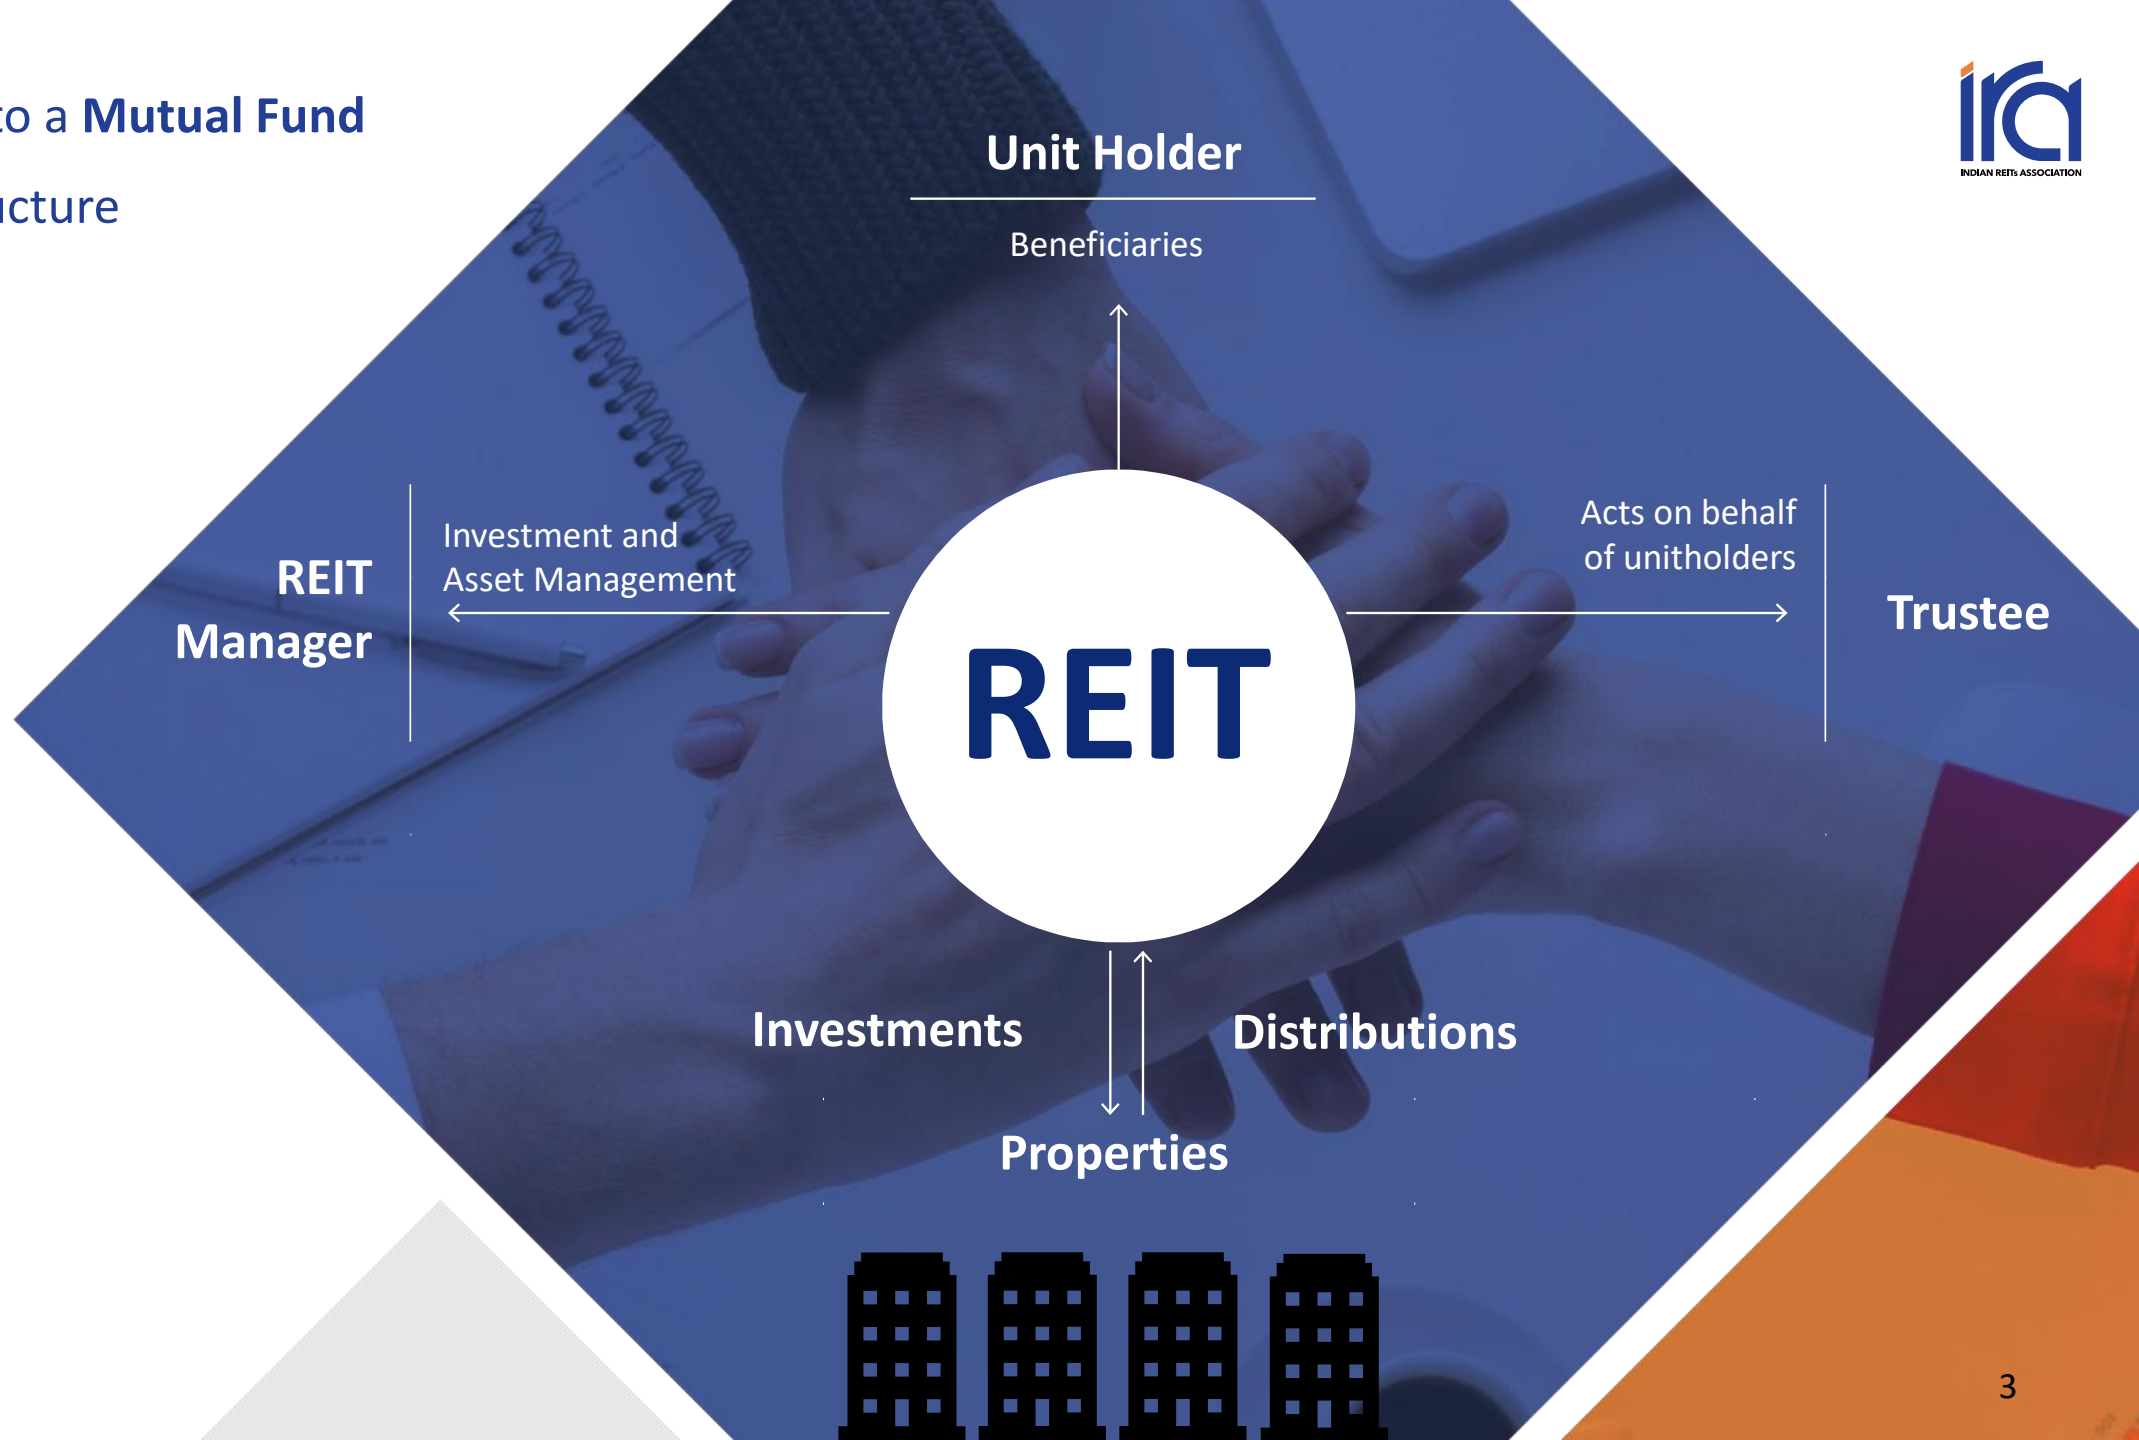 to a Mutual Fund
ucture
ira
INDIAN REITs ASSOCIATION
Unit Holder
Beneficiaries
Investment and
Asset Management
REIT
Manager
Acts on behalf
of unitholders
Trustee
REIT
Investments
Distributions
Properties
3